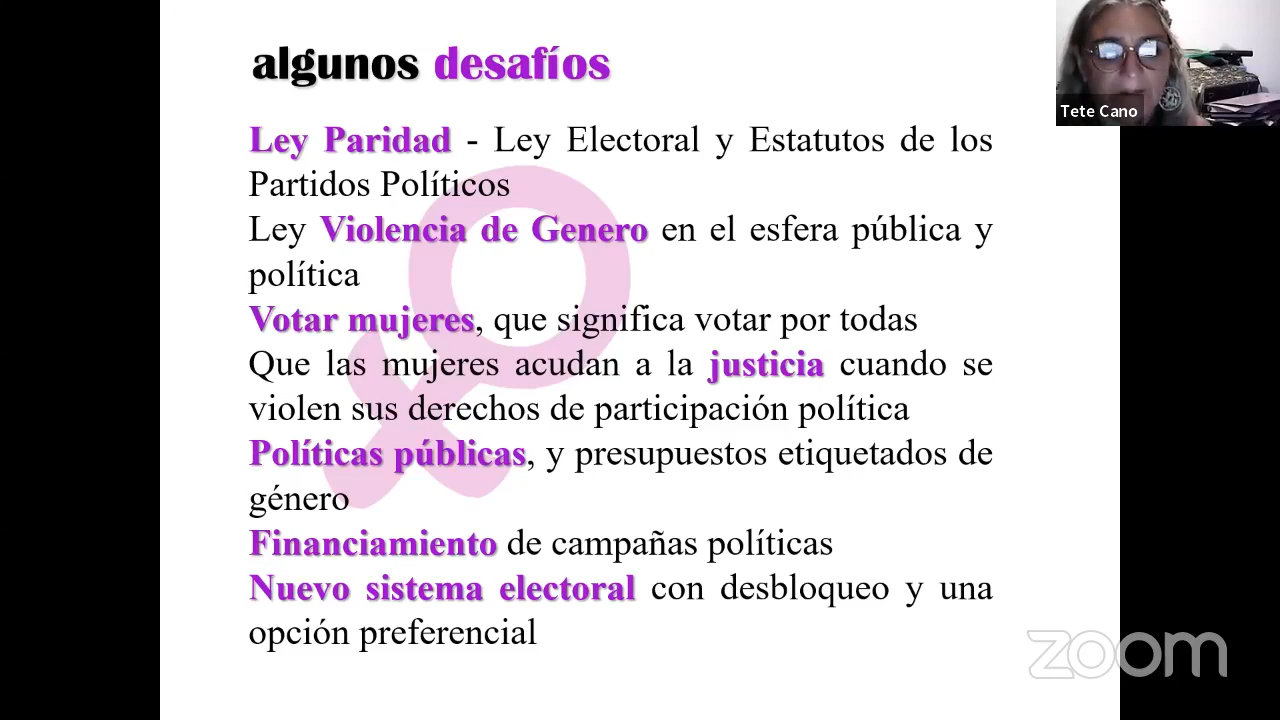 algunos desafíos
Tete Cano
Ley Paridad - Ley Electoral y Estatutos de los
Partidos Políticos
Ley Violencia de Genero en el esfera pública y
política
Votar mujeres, que significa votar por todas
Que las mujeres acudan a la justicia cuando se
violen sus derechos de participación política
Políticas públicas, y presupuestos etiquetados de
género
Financiamiento de campañas políticas
Nuevo sistema electoral con desbloqueo y una
opción preferencial
zoom